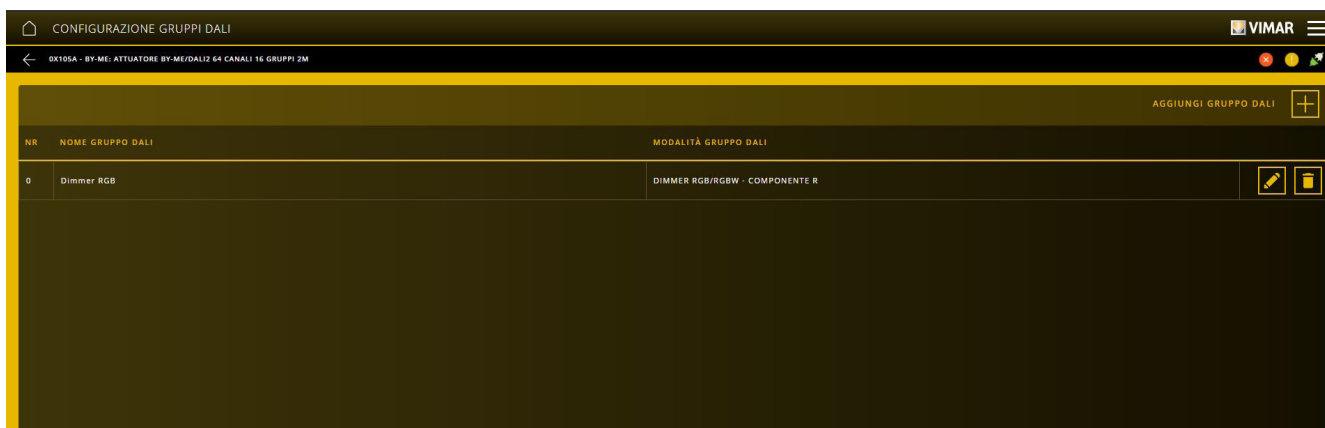 CONFIGURAZIONE GRUPPI DALI
VIMAR
0X105A - BY-ME: ATTUATORE BY-ME/DALI2 64 CANALI 16 GRUPPI 2M
AGGIUNGI GRUPPO DALI
NR NOME GRUPPO DALI MODALITÀ GRUPPO DALI
0 Dimmer RGB DIMMER RGB/RGBW - COMPONENTE R